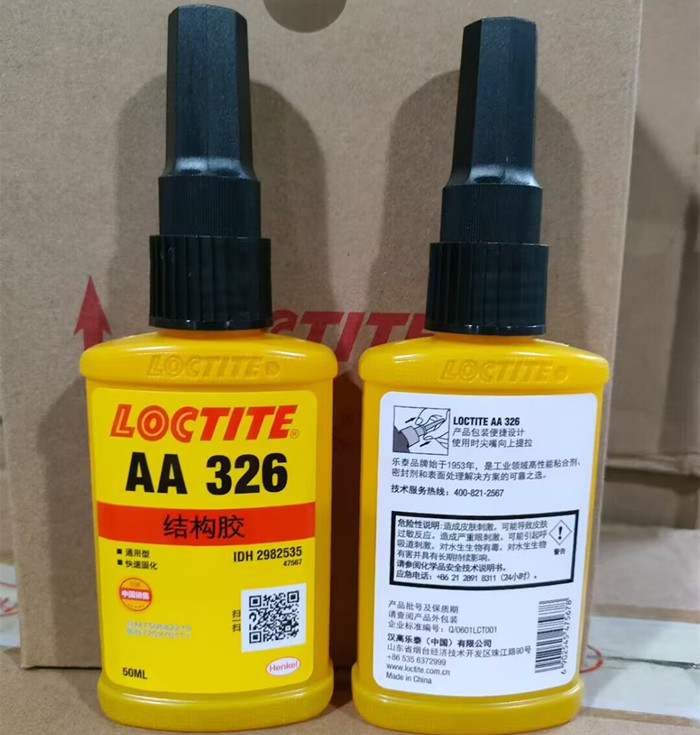 LOCTITE
LOCTITE®
AA 326
结构胶
■ 通用型
■ 快速固化
IDH 2982535
47567
中国销售
扫一扫
50ML
Henkel
LOCTITE
LOCTITE AA 326
产品包装便捷设计
使用时尖嘴向上提拉
乐泰品牌始于1953年，是工业领域高性能粘合剂、
密封剂和表面处理解决方案的可靠之选。
技术服务热线：400-821-2567
危险性说明：造成皮肤刺激。可能导致皮肤
过敏反应。造成严重眼刺激。可能引起呼
吸道刺激。对水生生物有毒。对水生生物
有害并具有长期持续影响。
请参阅化学品安全技术说明书。
应急电话：+86 21 2891 8311（24小时）。
警告
产品批号及保质期
请查阅产品外包装
企业标准编号：Q/0601LCT001
汉高乐泰（中国）有限公司
山东省烟台经济技术开发区珠江路90号
+86 535 6372999
www.loctite.com.cn
Made in China
6 902545 475678